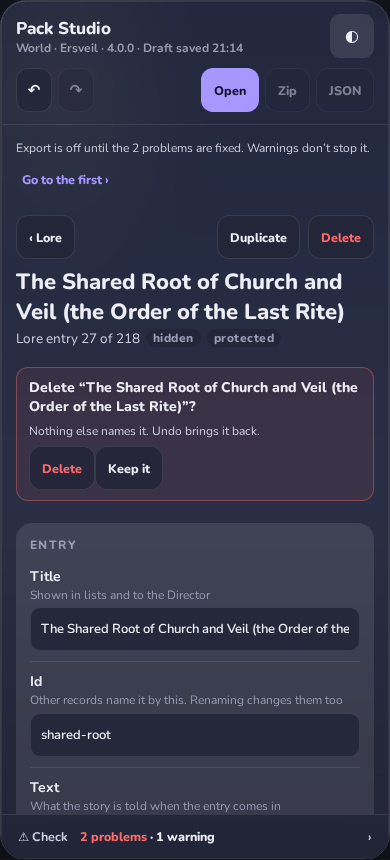 Pack Studio
World · Ersveil · 4.0.0 · Draft saved 21:14
Open Zip JSON
Export is off until the 2 problems are fixed. Warnings don’t stop it.
Go to the first ›
‹ Lore Duplicate Delete
The Shared Root of Church and
Veil (the Order of the Last Rite)
Lore entry 27 of 218 hidden protected
Delete “The Shared Root of Church and Veil (the
Order of the Last Rite)”?
Nothing else names it. Undo brings it back.
Delete Keep it
ENTRY
Title
Shown in lists and to the Director
The Shared Root of Church and Veil (the Order of the
Id
Other records name it by this. Renaming changes them too
shared-root
Text
What the story is told when the entry comes in
⚠ Check 2 problems · 1 warning ›